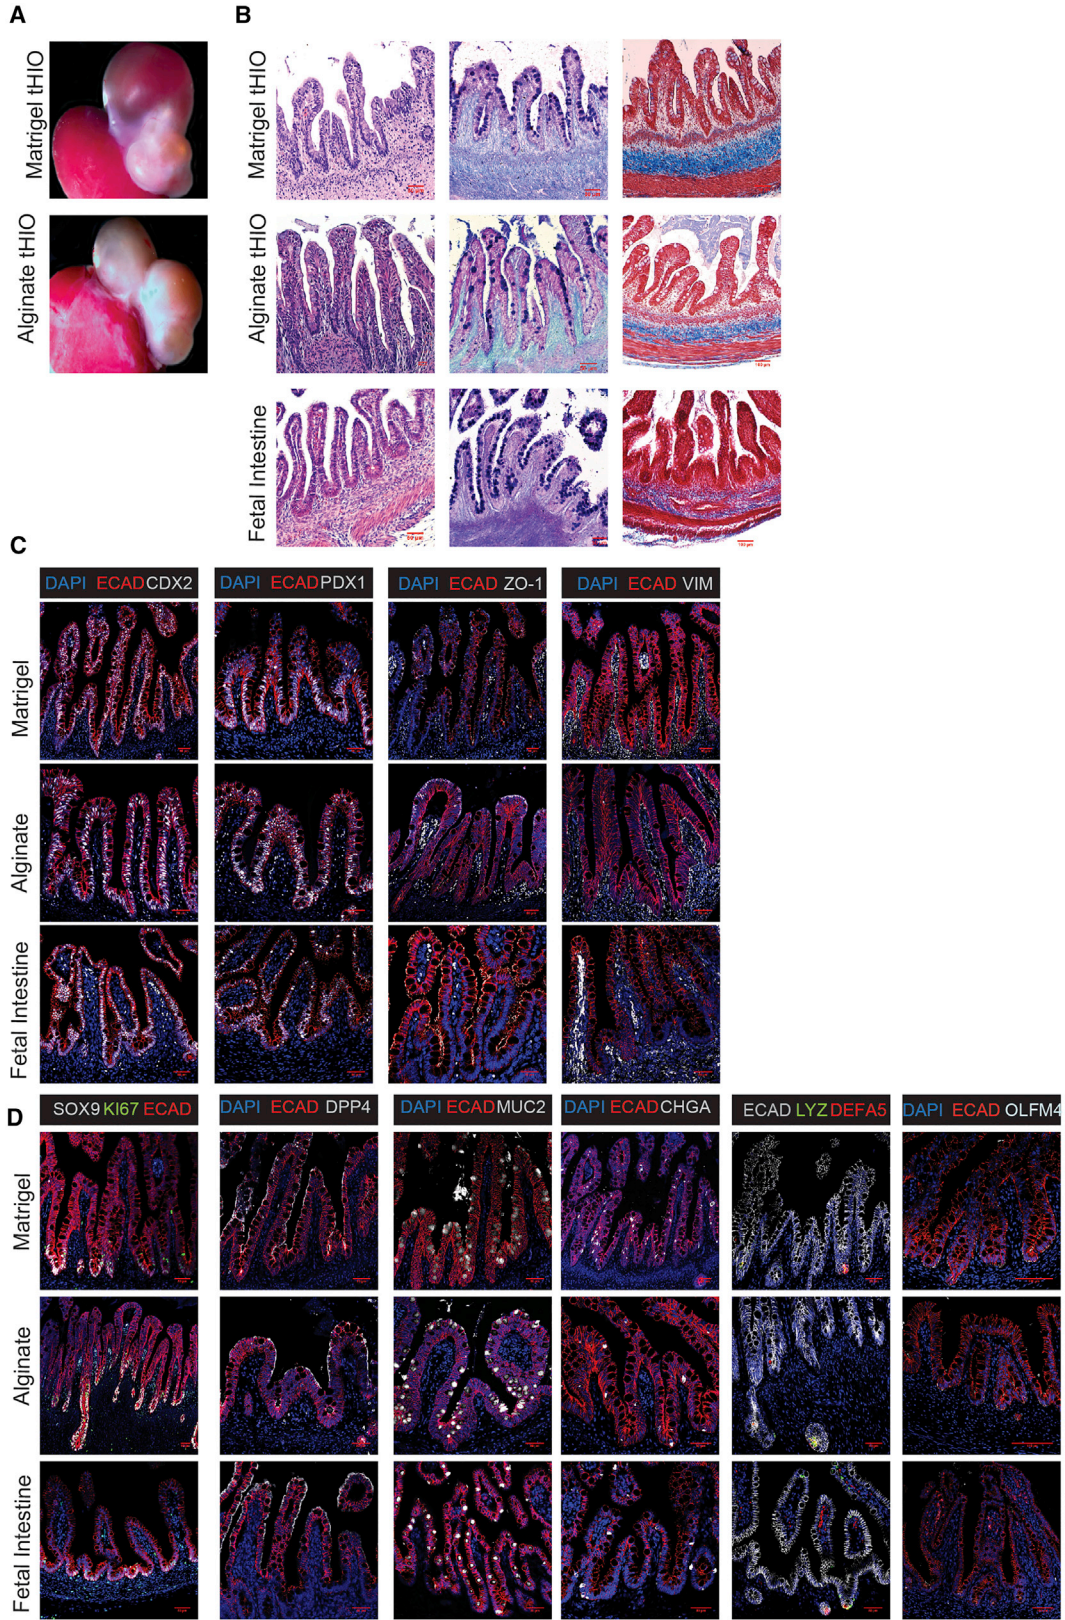 A
B
Matrigel tHIO
Matrigel tHIO
Alginate tHIO
Alginate tHIO
Fetal Intestine
C
DAPI ECAD CDX2
DAPI ECAD PDX1
DAPI ECAD ZO-1
DAPI ECAD VIM
Matrigel
Alginate
Fetal Intestine
D
SOX9 KI67 ECAD
DAPI ECAD DPP4
DAPI ECAD MUC2
DAPI ECAD CHGA
ECAD LYZ DEFA5
DAPI ECAD OLFM4
Matrigel
Alginate
Fetal Intestine